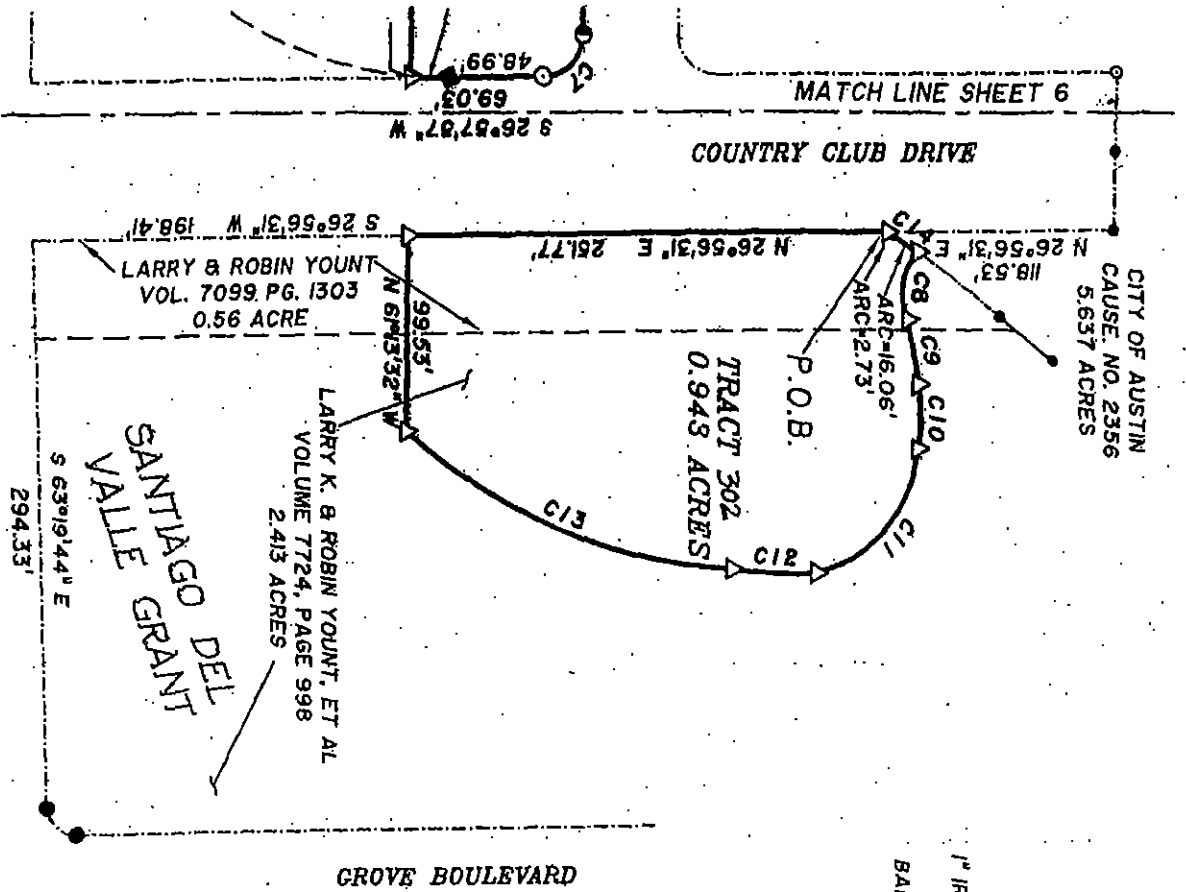 48.99'
C7
69.03'
S 26°57'57" W
MATCH LINE SHEET 6
COUNTRY CLUB DRIVE
S 26°56'31" W 198.41'
N 26°56'31" E 251.77'
C7A
N 26°56'31" E
118.53'
CITY OF AUSTIN
CAUSE. NO. 2356
5.637 ACRES
LARRY & ROBIN YOUNT
VOL. 7099, PG. 1303
0.56 ACRE
99.53'
N 61°13'32" W
C8
ARC=16.06'
ARC=2.73'
P.O.B.
C9
C10
TRACT 302
0.943 ACRES
C11
C12
C13
LARRY K. & ROBIN YOUNT, ET AL
VOLUME 7724, PAGE 998
2.413 ACRES
SANTIAGO DEL
VALLE GRANT
S 63°19'44" E
294.33'
GROVE BOULEVARD